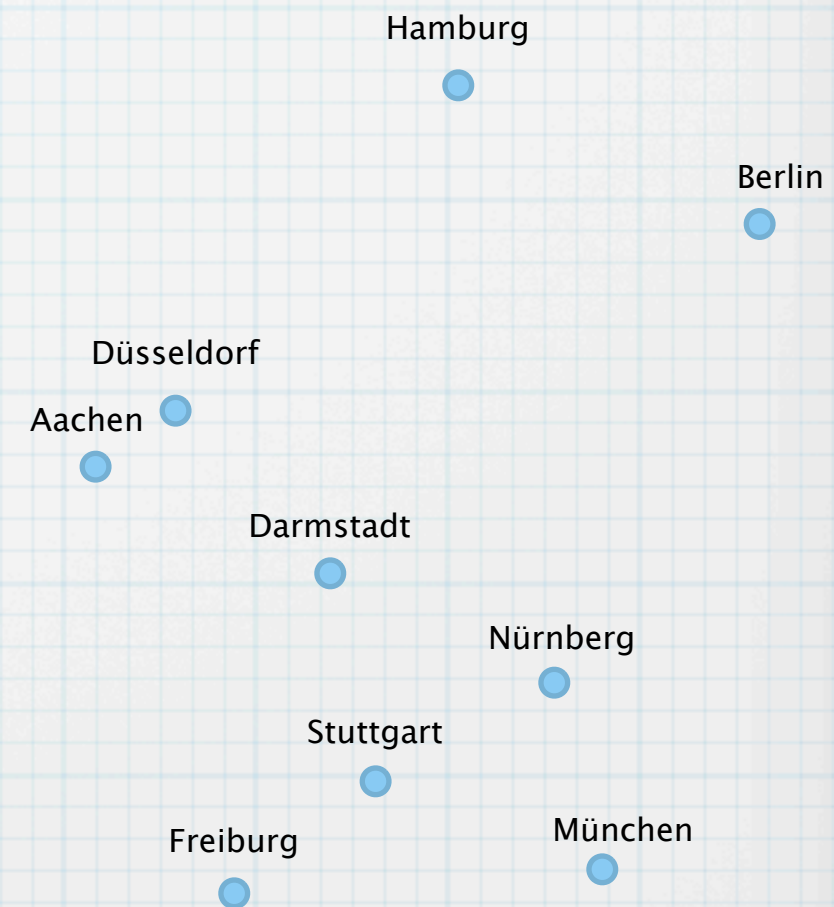 Hamburg
Berlin
Düsseldorf
Aachen
Darmstadt
Nürnberg
Stuttgart
München
Freiburg